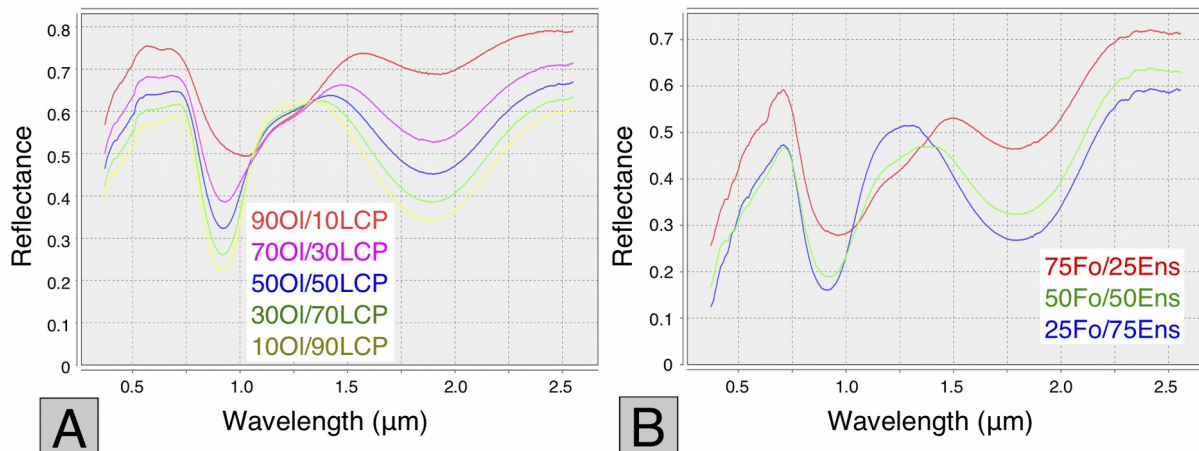 0.8
0.7
0.6
0.5
0.4
0.3
0.2
0.1
0
Reflectance
90Ol/10LCP
70Ol/30LCP
50Ol/50LCP
30Ol/70LCP
10Ol/90LCP
0.5 1.0 1.5 2.0 2.5
Wavelength (μm)
A
0.7
0.6
0.5
0.4
0.3
0.2
0.1
0
Reflectance
75Fo/25Ens
50Fo/50Ens
25Fo/75Ens
0.5 1.0 1.5 2.0 2.5
Wavelength (μm)
B